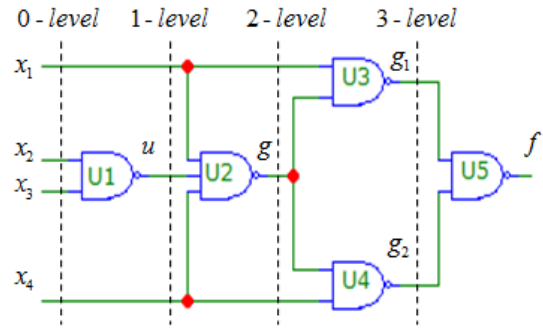 0 - level 1 - level 2 - level 3 - level
x₁ U3 g₁
x₂ u g f
U1 U2 U5
x₃
g₂
x₄ U4